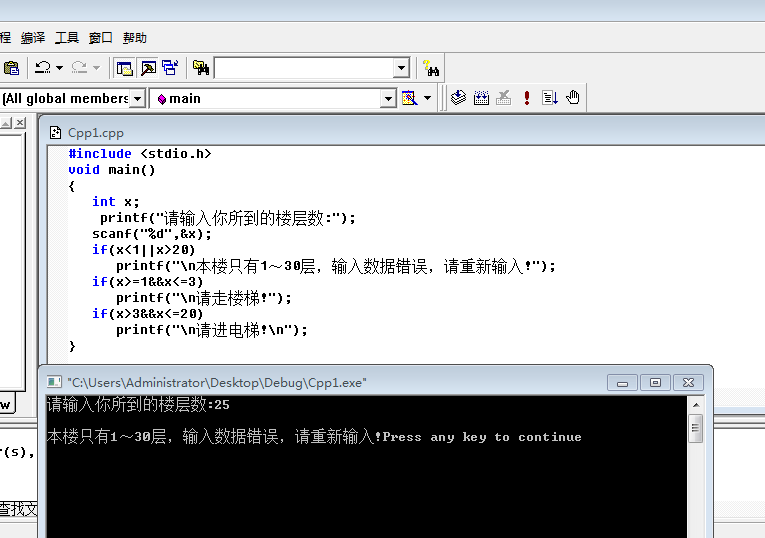 程 编译 工具 窗口 帮助
(All global members main
Cpp1.cpp
#include <stdio.h>
void main()
{
int x;
printf("请输入你所到的楼层数:");
scanf("%d",&x);
if(x<1||x>20)
printf("\n本楼只有1～30层, 输入数据错误, 请重新输入!");
if(x>=1&&x<=3)
printf("\n请走楼梯!");
if(x>3&&x<=20)
printf("\n请进电梯!\n");
}
"C:\Users\Administrator\Desktop\Debug\Cpp1.exe"
w
请输入你所到的楼层数:25
本楼只有1～30层, 输入数据错误, 请重新输入!Press any key to continue
r(s),
查找文